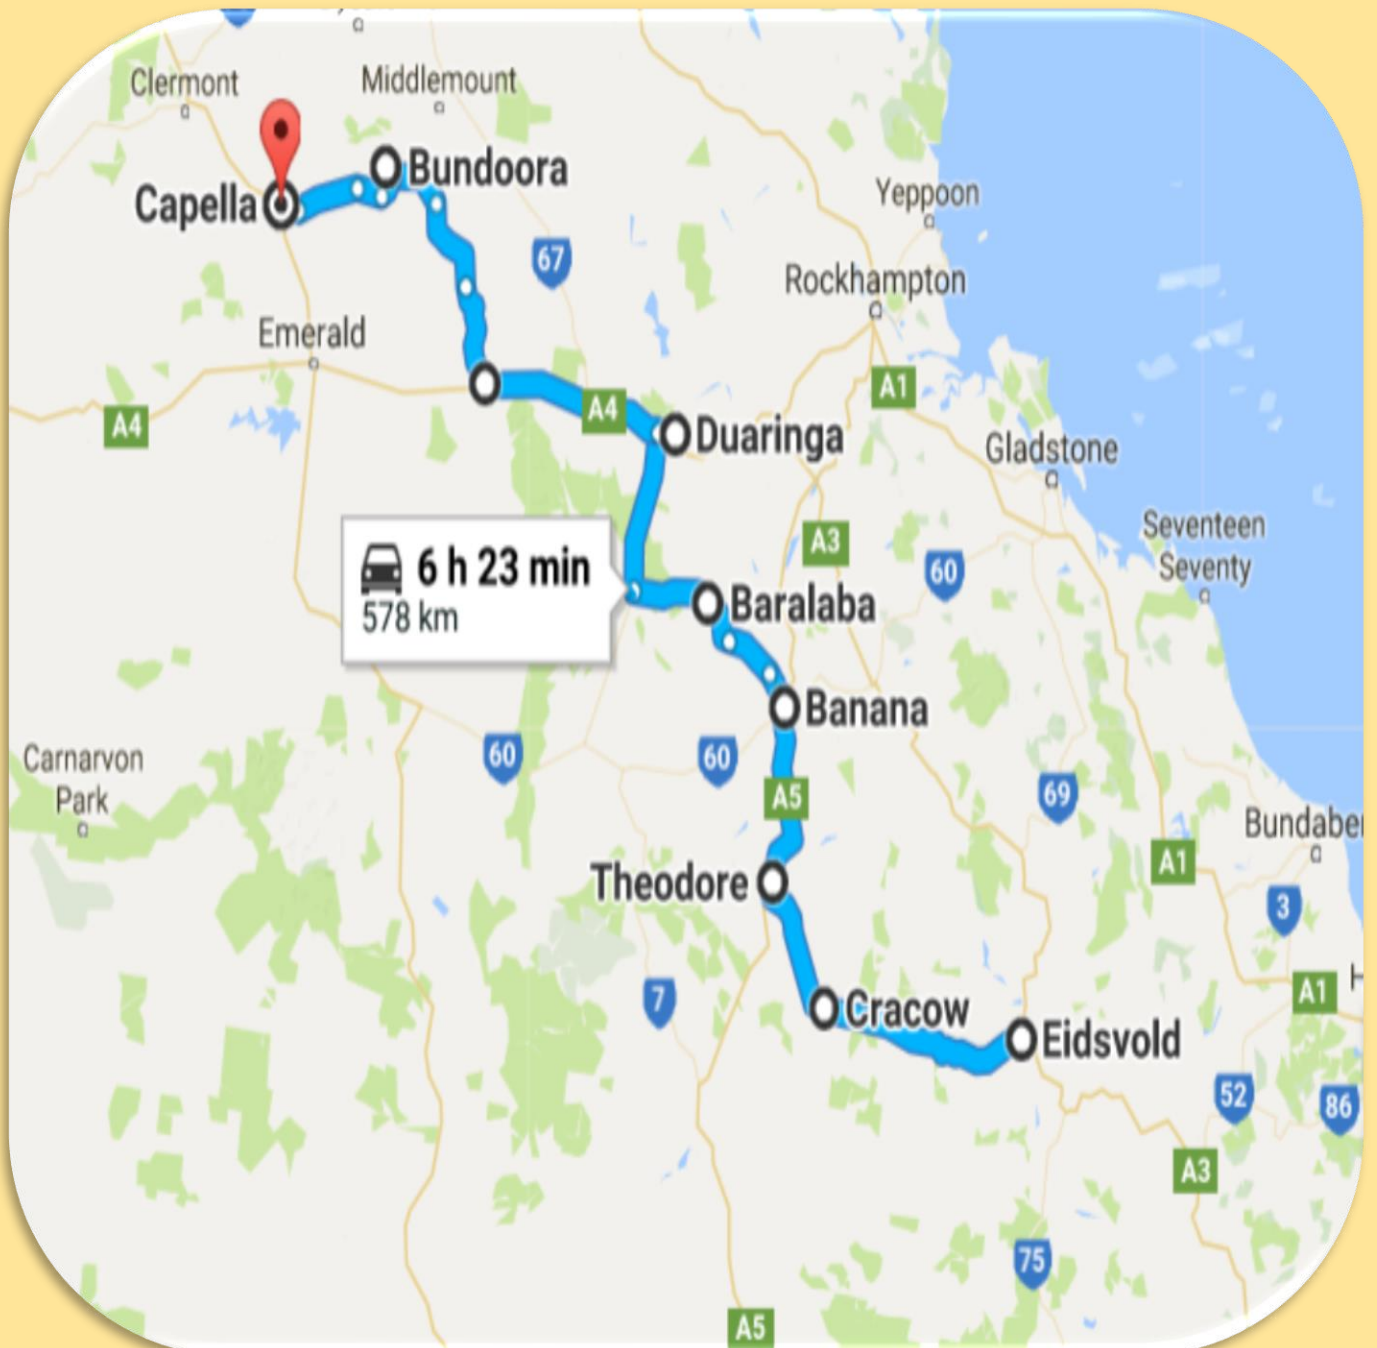 Clermont
Middlemount
Bundoora
Capella
Yeppoon
67
Rockhampton
Emerald
A1
A4
A4
Duaringa
Gladstone
Seventeen
Seventy
A3
60
6 h 23 min
578 km
Baralaba
Banana
Carnarvon
Park
60
60
A5
69
Bundaber
A1
Theodore
3
7
A1
H
Cracow
Eidsvold
52
86
A3
75
A5